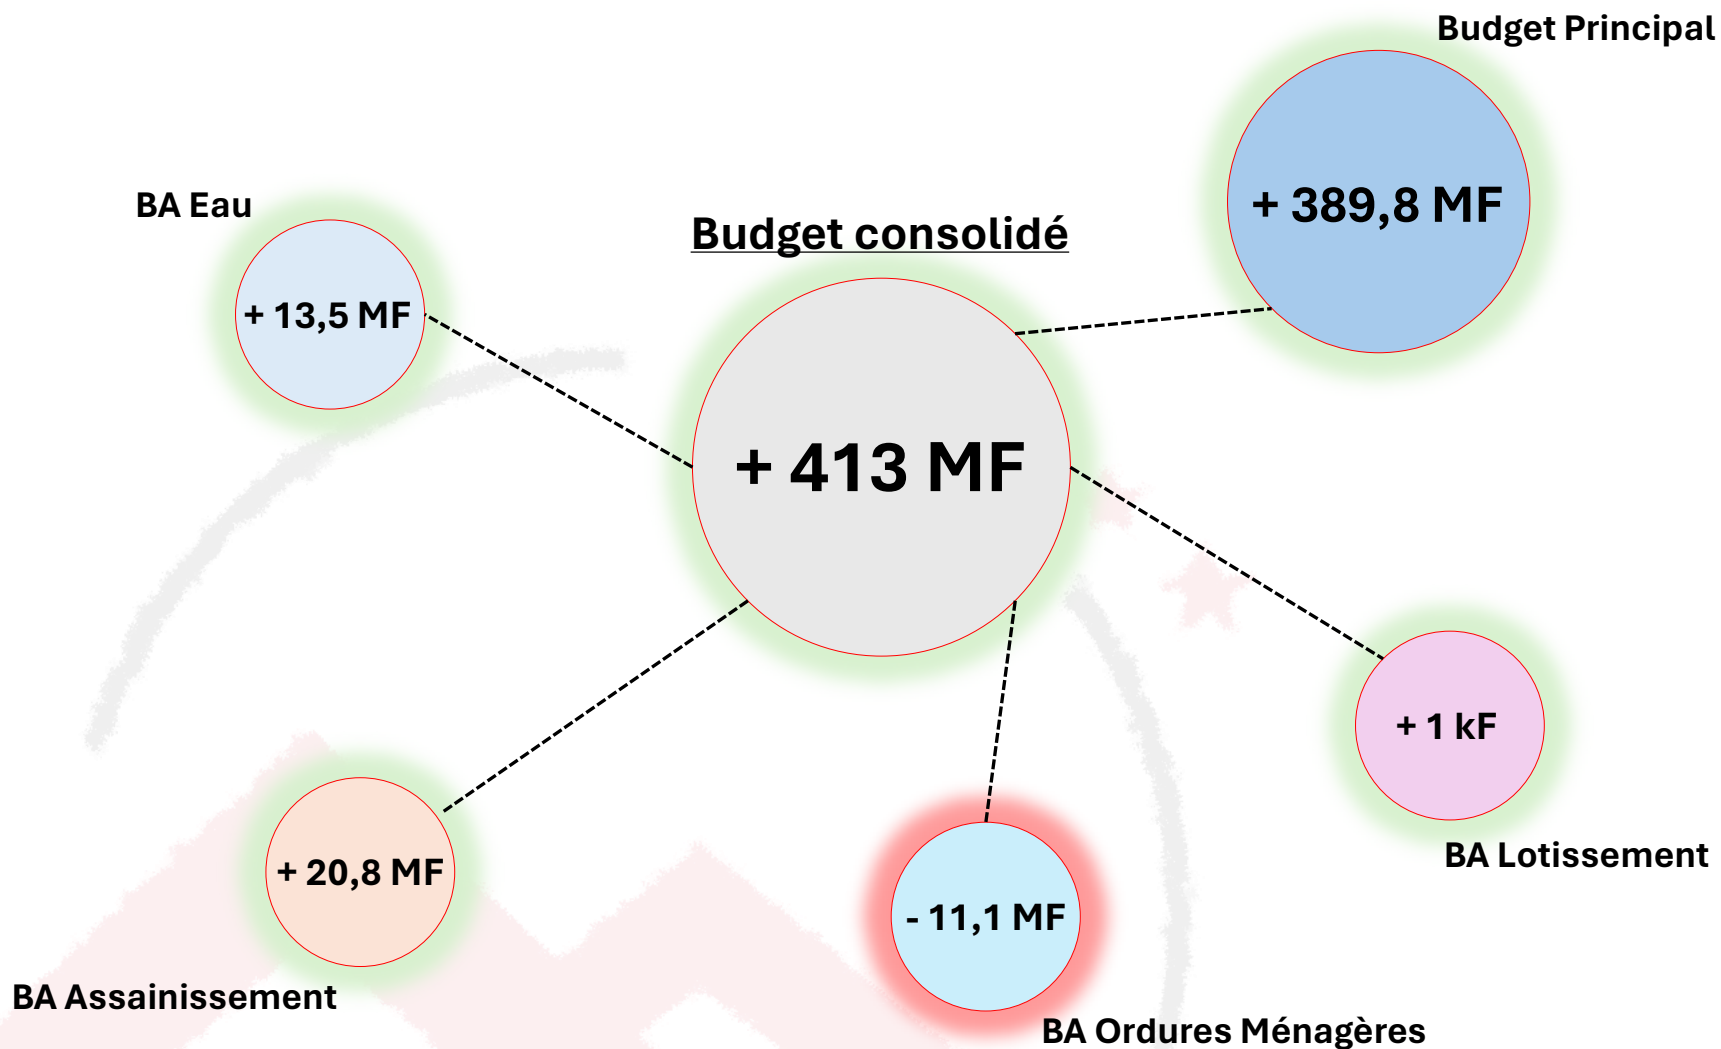 Budget Principal
+ 389,8 MF
BA Eau
+ 13,5 MF
Budget consolidé
+ 413 MF
+ 1 kF
BA Lotissement
+ 20,8 MF
BA Assainissement
- 11,1 MF
BA Ordures Ménagères